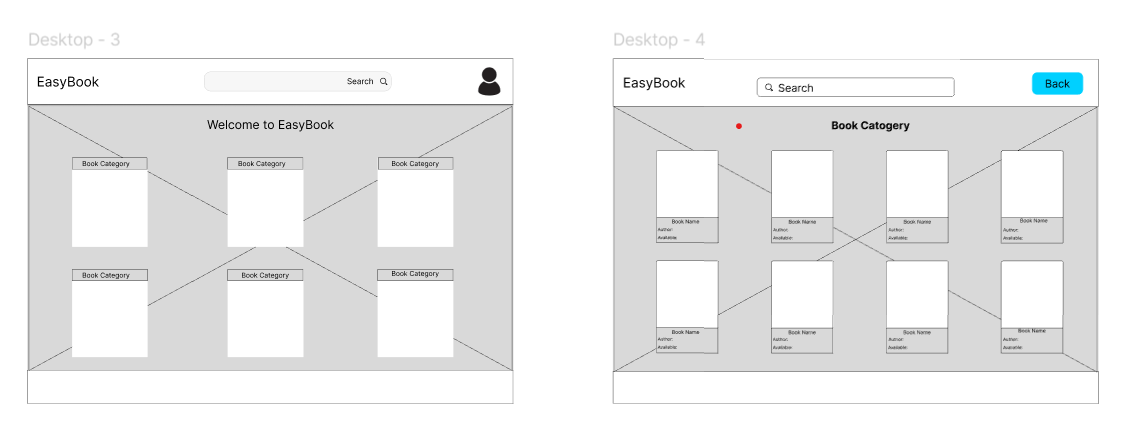 Desktop - 3
EasyBook
Search
Welcome to EasyBook
Book Category
Book Category
Book Category
Book Category
Book Category
Book Category
Desktop - 4
EasyBook
Search
Back
Book Catogery
Book Name
Author:
Available:
Book Name
Author:
Available:
Book Name
Author:
Available:
Book Name
Author:
Available:
Book Name
Author:
Available:
Book Name
Author:
Available:
Book Name
Author:
Available:
Book Name
Author:
Available: